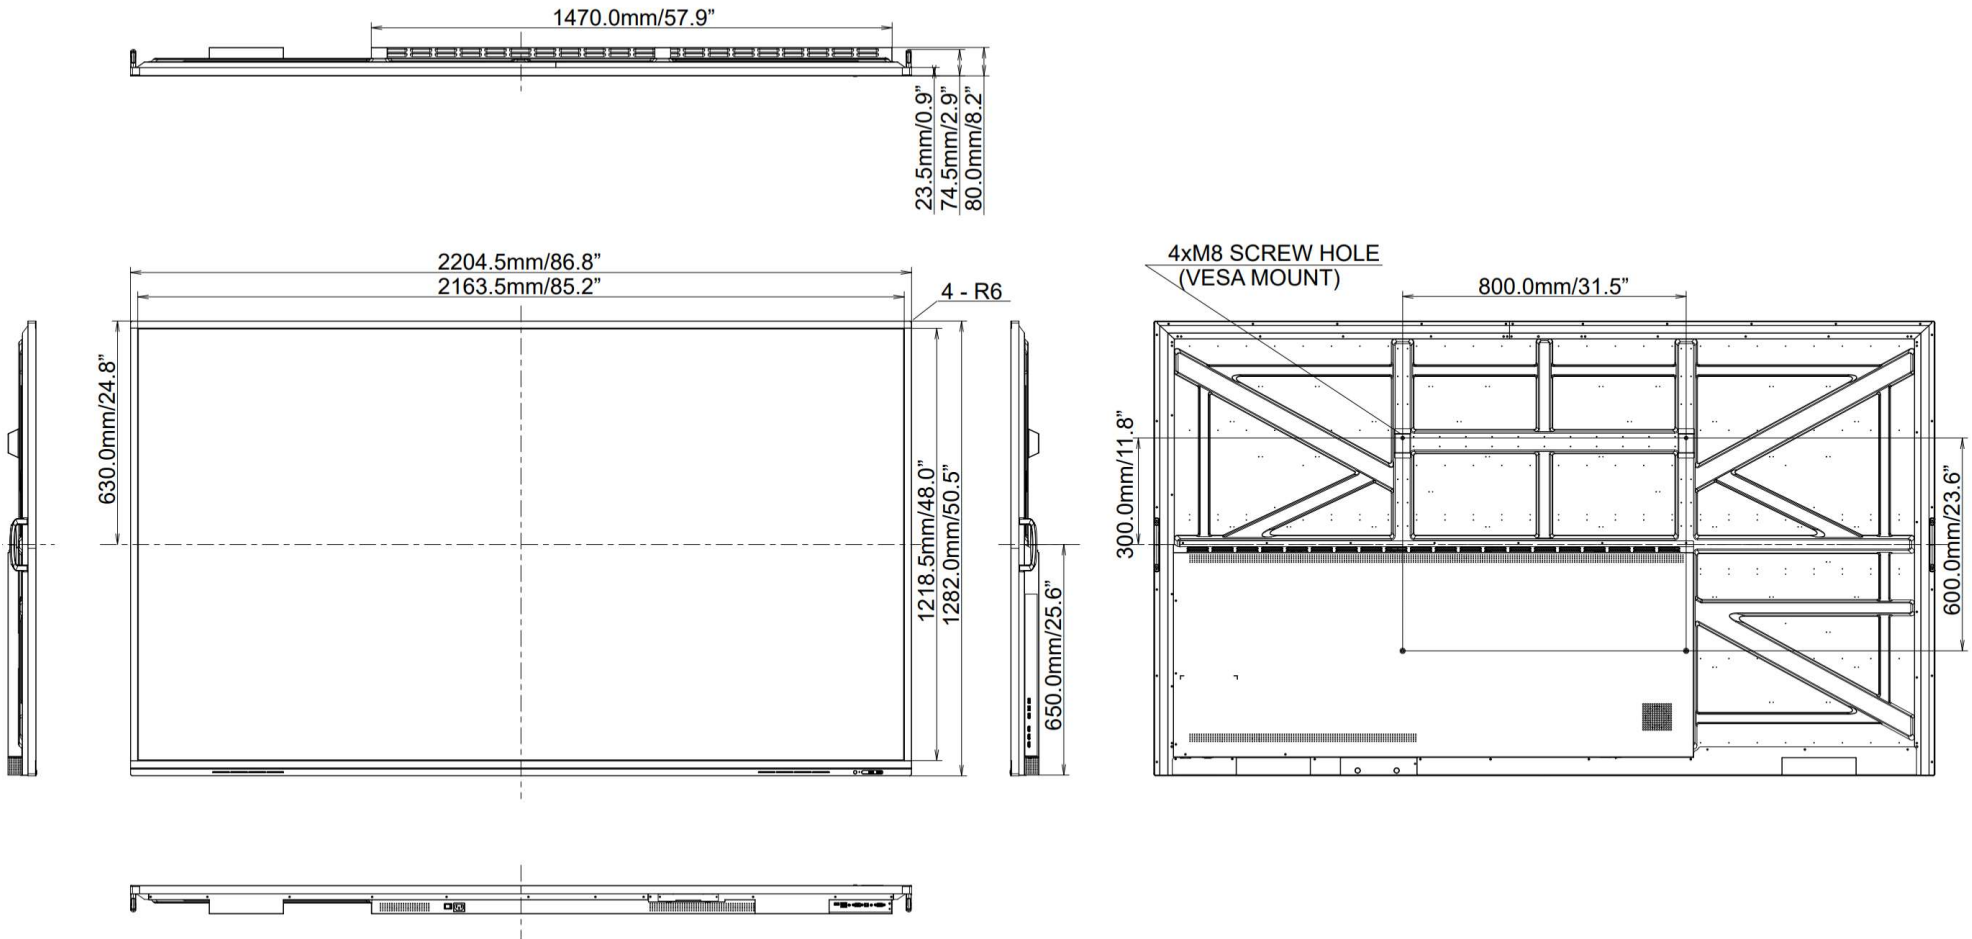 1470.0mm/57.9”
23.5mm/0.9”
74.5mm/2.9”
80.0mm/8.2”
2204.5mm/86.8”
2163.5mm/85.2”
4 - R6
630.0mm/24.8”
1218.5mm/48.0”
1282.0mm/50.5”
650.0mm/25.6”
4xM8 SCREW HOLE
(VESA MOUNT)
800.0mm/31.5”
300.0mm/11.8”
600.0mm/23.6”